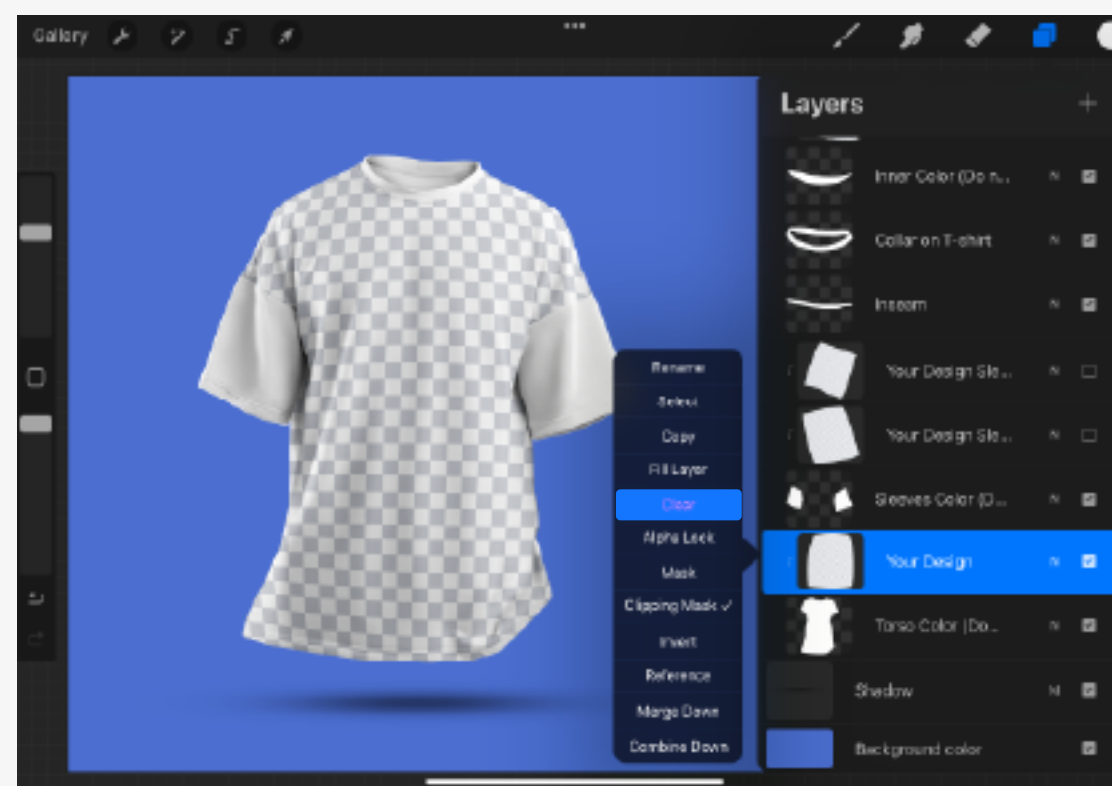 Gallery
Layers
Inner Color (Do n...
N
Collar on T-shirt
N
Inseam
N
Your Design Sle...
N
Your Design Sle...
N
Sleeves Color (D...
N
Your Design
N
Torso Color (Do...
N
Shadow
M
Background color
Rename
Select
Copy
Fill Layer
Clear
Alpha Lock
Mask
Clipping Mask ✓
Invert
Reference
Merge Down
Combine Down